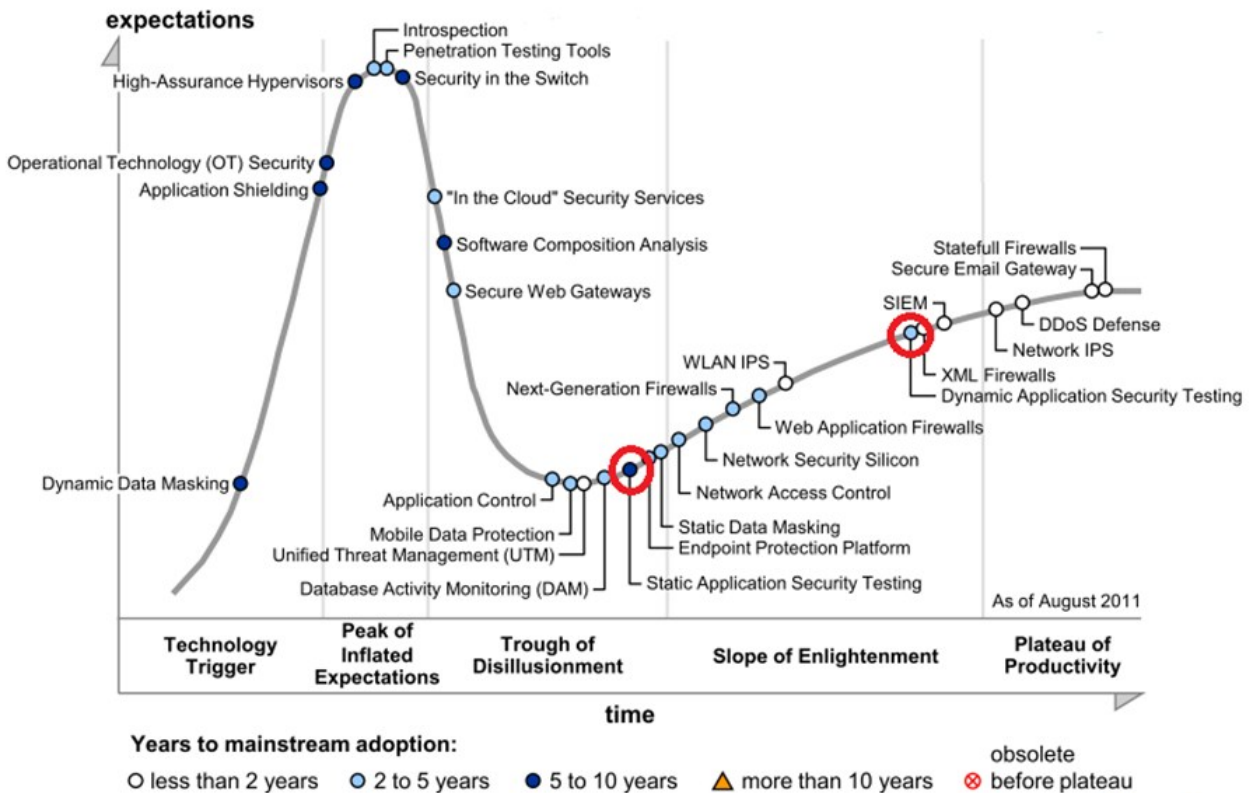 expectations
Introspection
Penetration Testing Tools
High-Assurance Hypervisors
Security in the Switch
Operational Technology (OT) Security
Application Shielding
"In the Cloud" Security Services
Software Composition Analysis
Secure Web Gateways
Statefull Firewalls
Secure Email Gateway
SIEM
DDoS Defense
Network IPS
WLAN IPS
XML Firewalls
Next-Generation Firewalls
Dynamic Application Security Testing
Web Application Firewalls
Network Security Silicon
Dynamic Data Masking
Application Control
Network Access Control
Mobile Data Protection
Static Data Masking
Unified Threat Management (UTM)
Endpoint Protection Platform
Database Activity Monitoring (DAM)
Static Application Security Testing
As of August 2011
Technology
Trigger
Peak of
Inflated
Expectations
Trough of
Disillusionment
Slope of Enlightenment
Plateau of
Productivity
time
Years to mainstream adoption:
less than 2 years
2 to 5 years
5 to 10 years
more than 10 years
obsolete
before plateau